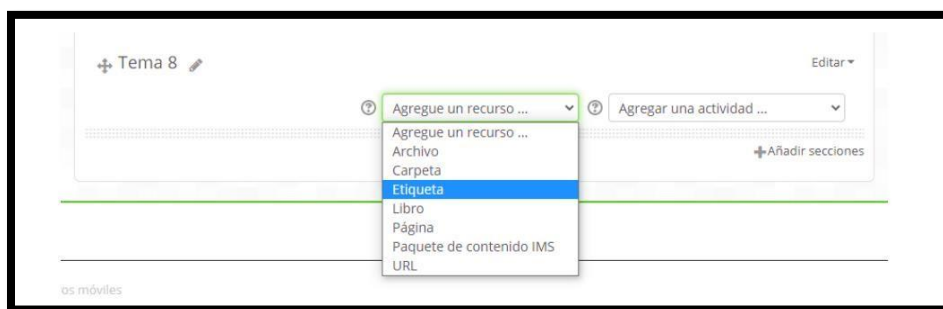 Tema 8
Editar
Agregue un recurso ...
Agregar una actividad ...
Agregue un recurso ...
Archivo
Carpeta
Etiqueta
Libro
Página
Paquete de contenido IMS
URL
+Añadir secciones
os móviles